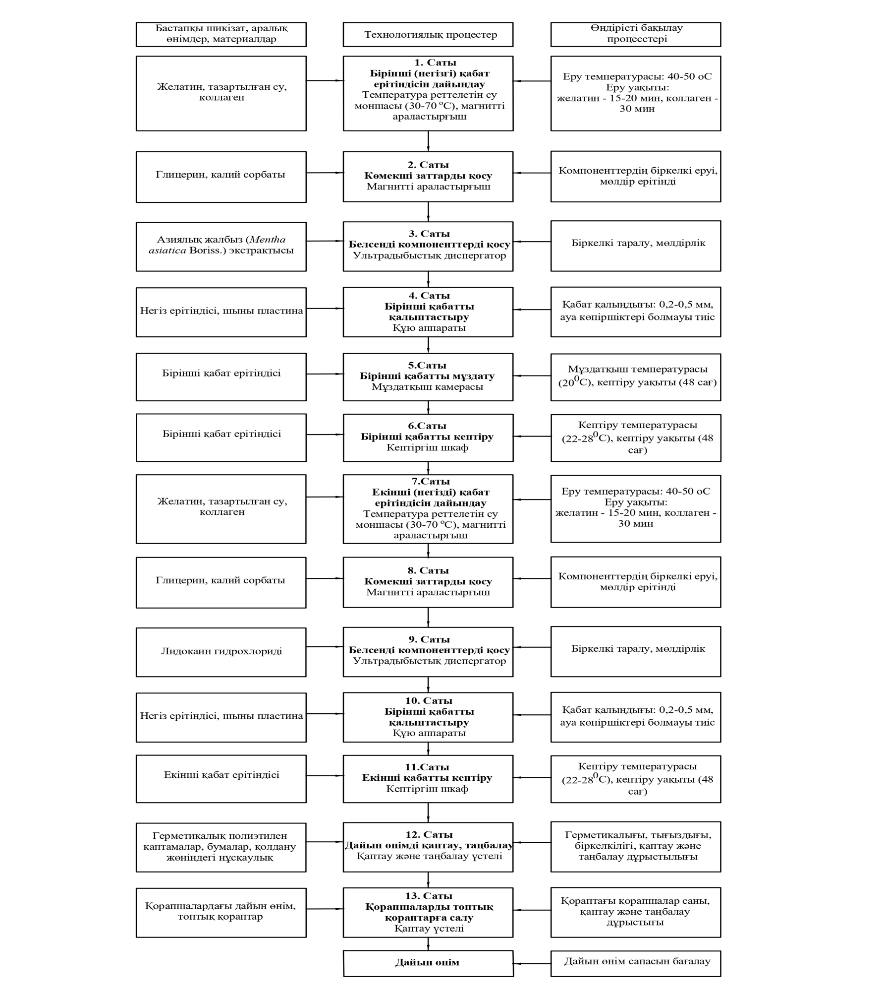 Бастапқы шикізат, аралық
өнімдер, материалдар
Технологиялық процестер
Өндірісті бақылау
процесстері
Желатин, тазартылған су,
коллаген
1. Саты
Бірінші (негізгі) қабат
ерітіндісін дайындау
Температура реттелетін су
моншасы (30-70 °С), магнитті
араластырғыш
Еру температурасы: 40-50 оС
Еру уақыты:
желатин - 15-20 мин, коллаген -
30 мин
Глицерин, калий сорбаты
2. Саты
Көмекші заттарды қосу
Магнитті араластырғыш
Компоненттердің біркелкі еруі,
мөлдір ерітінді
Азиялық жалбыз (Mentha
asiatica Boriss.) экстрактысы
3. Саты
Белсенді компоненттерді қосу
Ультрадыбыстық диспергатор
Біркелкі таралу, мөлдірлік
Негіз ерітіндісі, шыны пластина
4. Саты
Бірінші қабатты
қалыптастыру
Құю аппараты
Қабат қалыңдығы: 0,2-0,5 мм,
ауа көпіршіктері болмауы тиіс
Бірінші қабат ерітіндісі
5.Саты
Бірінші қабатты мұздату
Мұздатқыш камерасы
Мұздатқыш температурасы
(20⁰С), кептіру уақыты (48 сағ)
Бірінші қабат ерітіндісі
6.Саты
Бірінші қабатты кептіру
Кептіргіш шкаф
Кептіру температурасы
(22-28⁰С), кептіру уақыты (48
сағ)
Желатин, тазартылған су,
коллаген
7.Саты
Екінші (негізді) қабат
ерітіндісін дайындау
Температура реттелетін су
моншасы (30-70 °С), магнитті
араластырғыш
Еру температурасы: 40-50 оС
Еру уақыты:
желатин - 15-20 мин, коллаген -
30 мин
Глицерин, калий сорбаты
8. Саты
Көмекші заттарды қосу
Магнитті араластырғыш
Компоненттердің біркелкі еруі,
мөлдір ерітінді
Лидокаин гидрохлориді
9. Саты
Белсенді компоненттерді қосу
Ультрадыбыстық диспергатор
Біркелкі таралу, мөлдірлік
Негіз ерітіндісі, шыны пластина
10. Саты
Бірінші қабатты
қалыптастыру
Құю аппараты
Қабат қалыңдығы: 0,2-0,5 мм,
ауа көпіршіктері болмауы тиіс
Екінші қабат ерітіндісі
11.Саты
Екінші қабатты кептіру
Кептіргіш шкаф
Кептіру температурасы
(22-28⁰С), кептіру уақыты (48
сағ)
Герметикалық полиэтилен
қаптамалар, бумалар, қолдану
жөніндегі нұсқаулық
12. Саты
Дайын өнімді қаптау, таңбалау
Қаптау және таңбалау үстелі
Герметикалығы, тығыздығы,
біркелкілігі, қаптау және
таңбалау дұрыстылығы
Қорапшалардағы дайын өнім,
топтық қораптар
13. Саты
Қорапшаларды топтық
қораптарға салу
Қаптау үстелі
Қораптағы қорапшалар саны,
қаптау және таңбалау
дұрыстығы
Дайын өнім
Дайын өнім сапасын бағалау